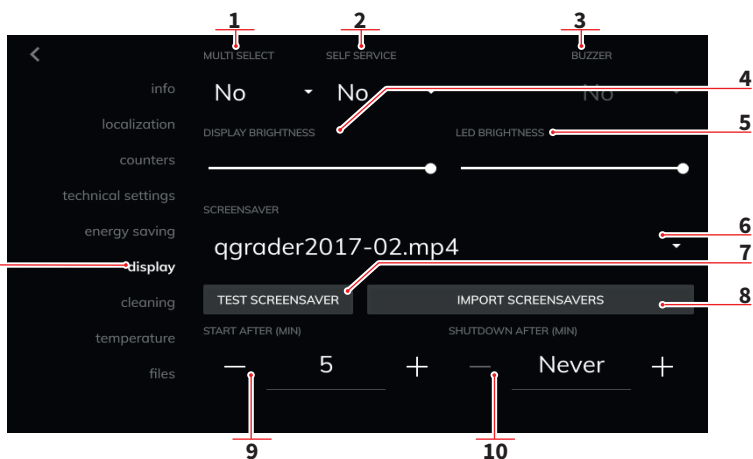 1 2 3
MULTI SELECT SELF SERVICE BUZZER
info No No No 4
localization DISPLAY BRIGHTNESS LED BRIGHTNESS 5
counters
technical settings
SCREENSAVER
energy saving qgrader2017-02.mp4 6
display 7
cleaning TEST SCREENSAVER IMPORT SCREENSAVERS 8
temperature START AFTER (MIN) SHUTDOWN AFTER (MIN)
files — 5 + — Never +
9 10